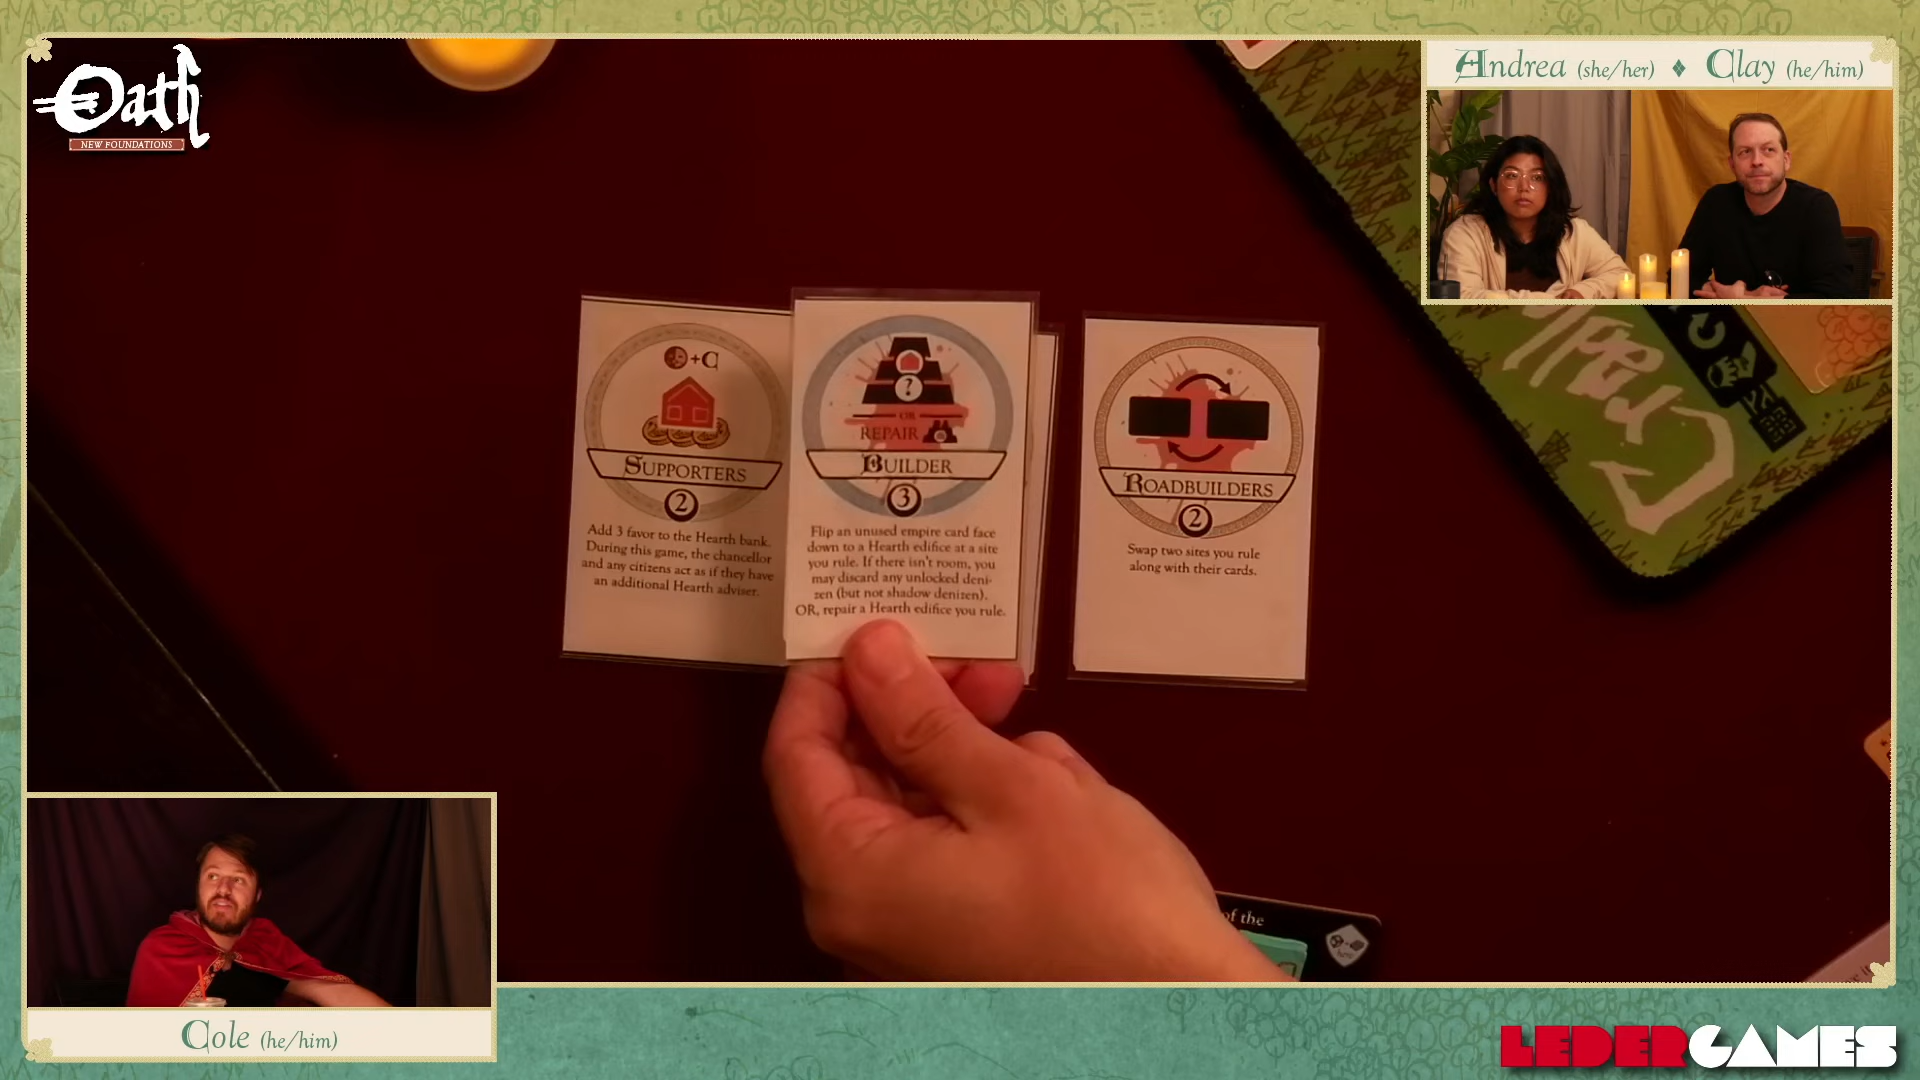 Oath
NEW FOUNDATIONS
Andrea (she/her) ♦ Clay (he/him)
+C
SUPPORTERS
2
Add 3 favor to the Hearth bank.
During this game, the chancellor
and any citizens act as if they have
an additional Hearth adviser.
?
OR
REPAIR
BUILDER
3
Flip an unused empire card face
down to a Hearth edifice at a site
you rule. If there isn't room, you
may discard any unlocked deni-
zen (but not shadow denizen).
OR, repair a Hearth edifice you rule.
ROADBUILDERS
2
Swap two sites you rule
along with their cards.
of the
Cole (he/him)
LEDERGAMES